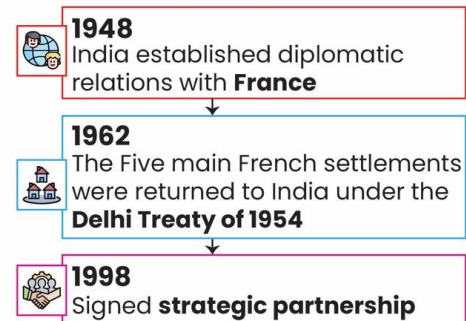 1948
India established diplomatic
relations with France
1962
The Five main French settlements
were returned to India under the
Delhi Treaty of 1954
1998
Signed strategic partnership